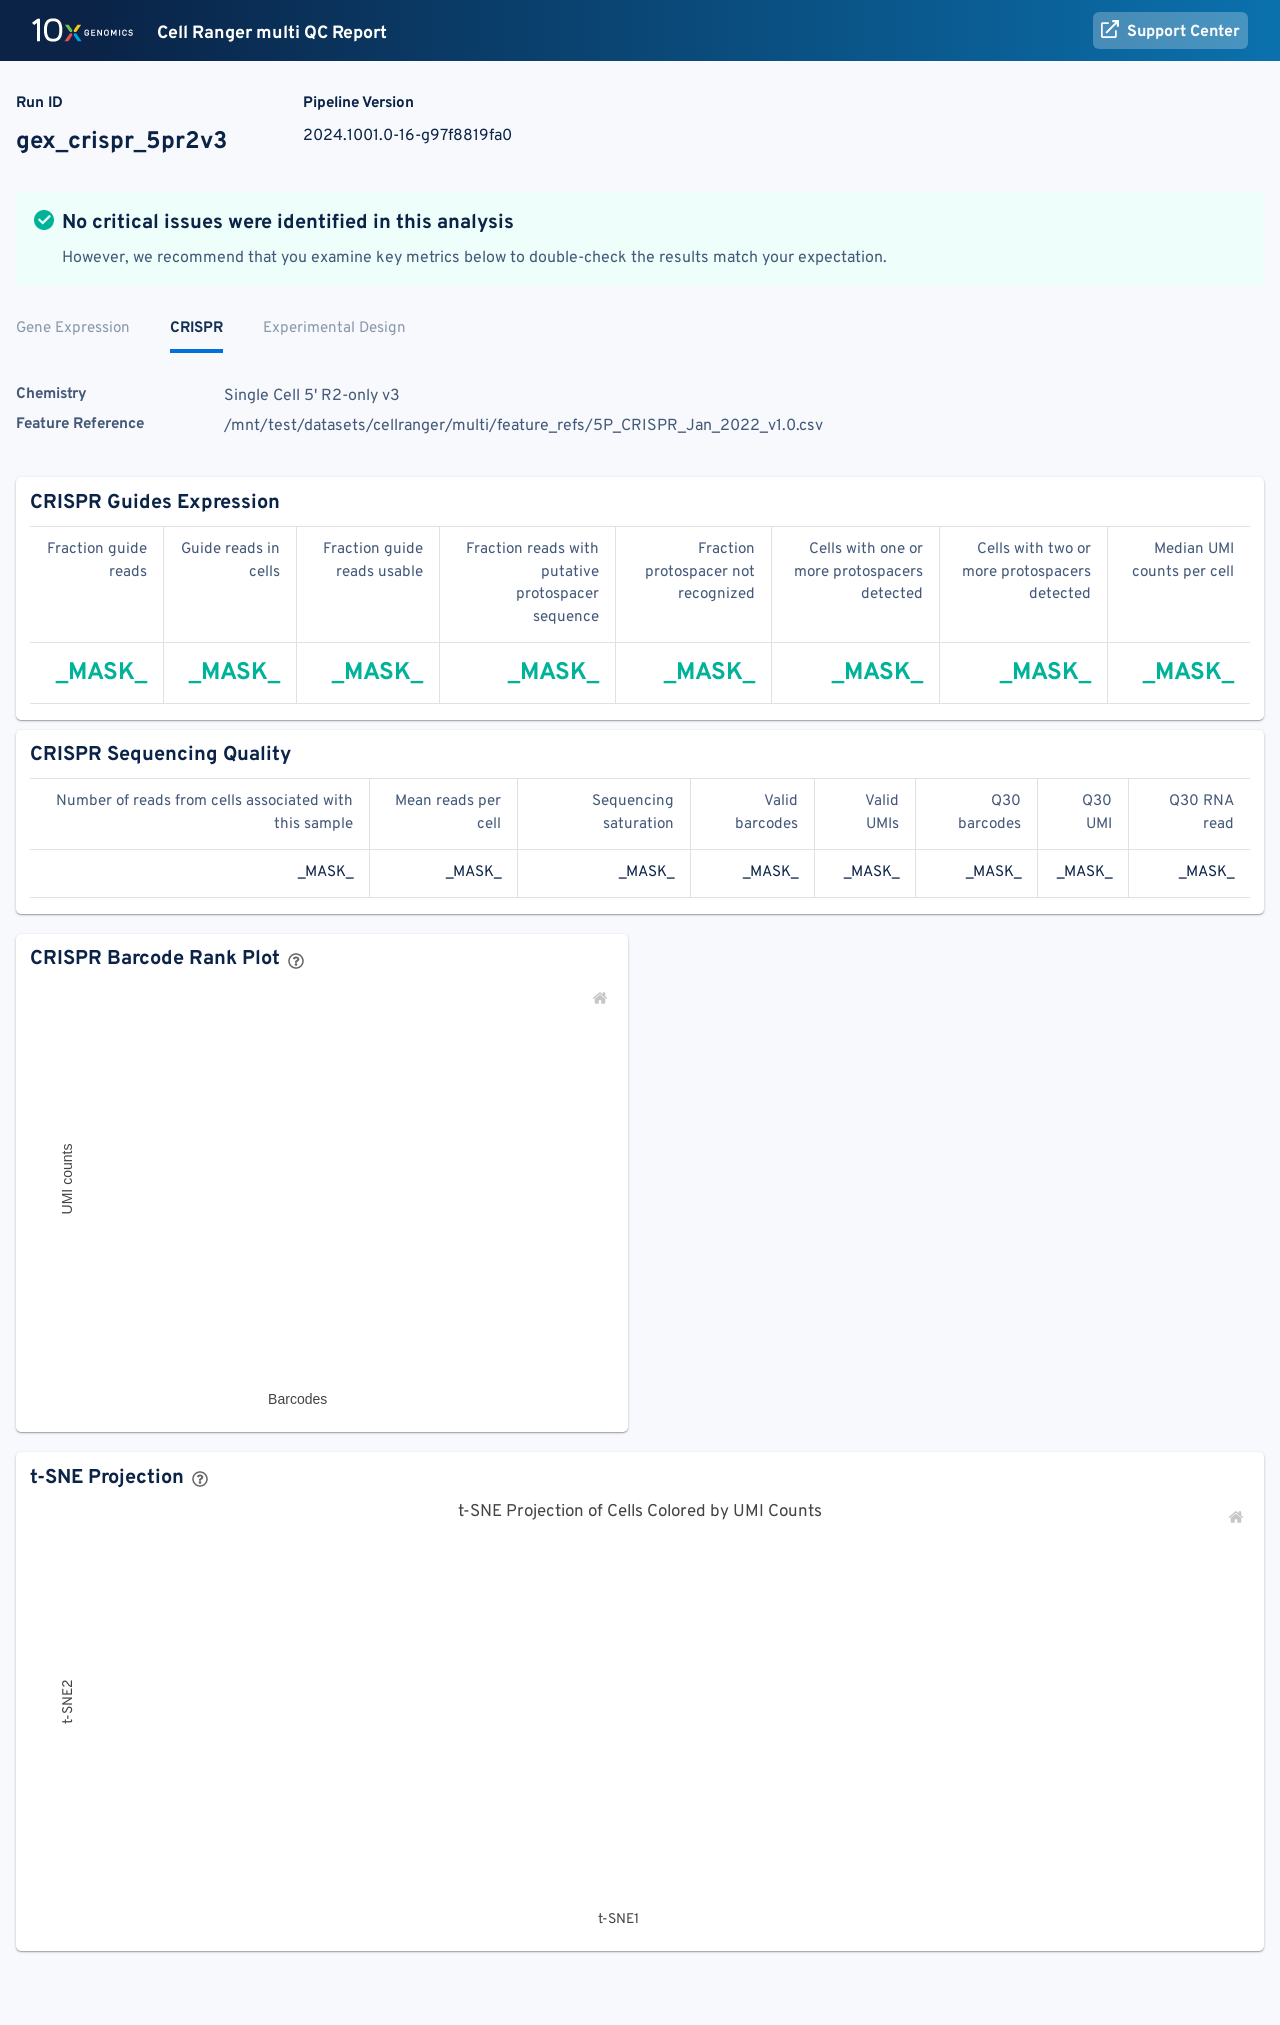 10x GENOMICS Cell Ranger multi QC Report Support Center
Run ID Pipeline Version
gex_crispr_5pr2v3 2024.1001.0-16-g97f8819fa0
No critical issues were identified in this analysis
However, we recommend that you examine key metrics below to double-check the results match your expectation.
Gene Expression CRISPR Experimental Design
Chemistry Single Cell 5' R2-only v3
Feature Reference /mnt/test/datasets/cellranger/multi/feature_refs/5P_CRISPR_Jan_2022_v1.0.csv
CRISPR Guides Expression
Fraction guide Guide reads in Fraction guide Fraction reads with Fraction Cells with one or Cells with two or Median UMI
reads cells reads usable putative protospacer not more protospacers more protospacers counts per cell
protospacer recognized detected detected
sequence
_MASK_ _MASK_ _MASK_ _MASK_ _MASK_ _MASK_ _MASK_ _MASK_
CRISPR Sequencing Quality
Number of reads from cells associated with Mean reads per Sequencing Valid Valid Q30 Q30 Q30 RNA
this sample cell saturation barcodes UMIs barcodes UMI read
_MASK_ _MASK_ _MASK_ _MASK_ _MASK_ _MASK_ _MASK_ _MASK_
CRISPR Barcode Rank Plot ?
UMI counts
Barcodes
t-SNE Projection ?
t-SNE Projection of Cells Colored by UMI Counts
t-SNE2
t-SNE1